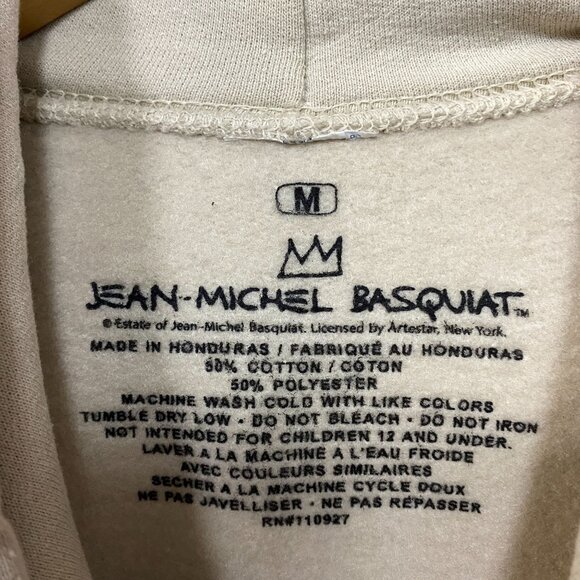 M
JEAN-MICHEL BASQUIAT™
© Estate of Jean-Michel Basquiat. Licensed by Artestar, New York.
MADE IN HONDURAS / FABRIQUÉ AU HONDURAS
50% COTTON / COTON
50% POLYESTER
MACHINE WASH COLD WITH LIKE COLORS
TUMBLE DRY LOW · DO NOT BLEACH · DO NOT IRON
NOT INTENDED FOR CHILDREN 12 AND UNDER.
LAVER A LA MACHINE A L'EAU FROIDE
AVEC COULEURS SIMILAIRES
SECHER A LA MACHINE CYCLE DOUX
NE PAS JAVELLISER · NE PAS REPASSER
RN#110927